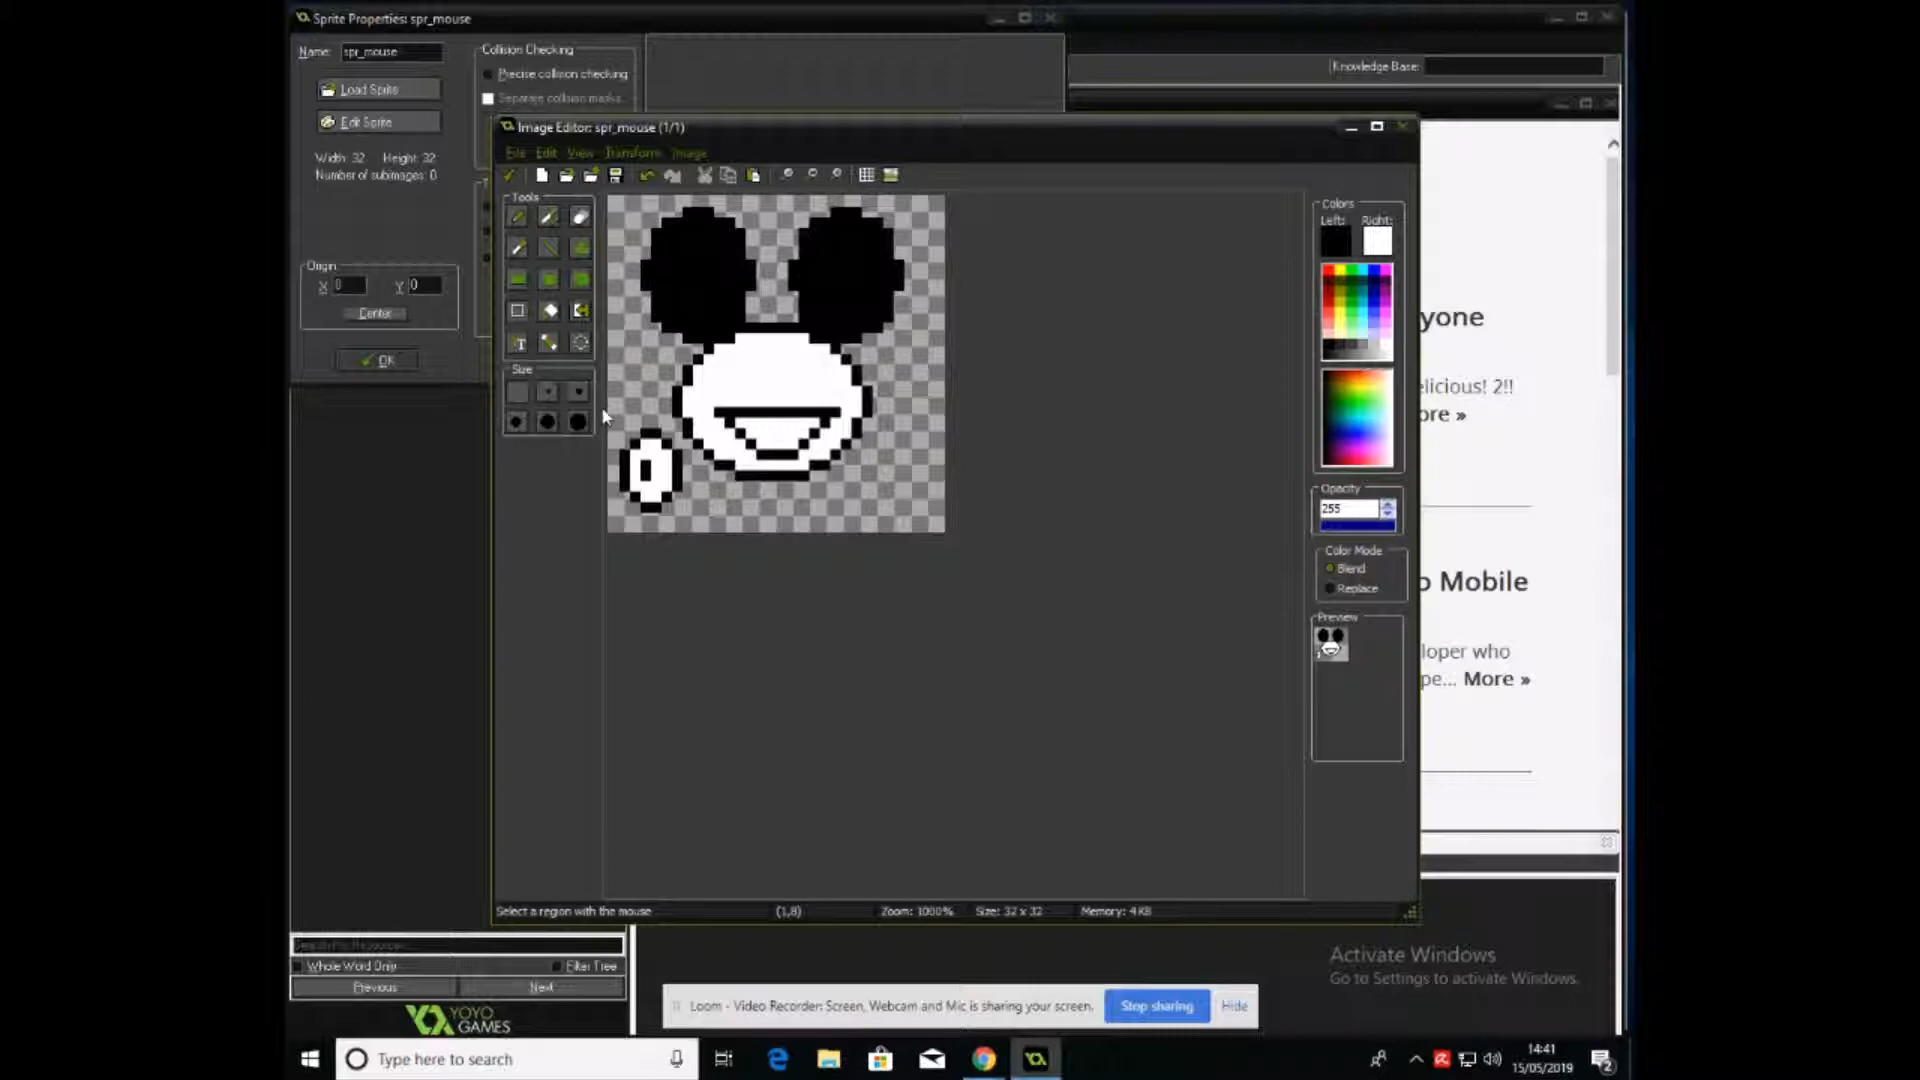 Sprite Properties: spr_mouse
Name: spr_mouse
Load Sprite
Edit Sprite
Width: 32 Height: 32
Number of subimages: 0
Collision Checking
Precise collision checking
Separate collision masks
Origin
X 0 Y 0
Center
OK
Knowledge Base:
Image Editor: spr_mouse (1/1)
File Edit View Transform Image
Tools
Size
Colors
Left: Right:
Opacity
255
Color Mode
Blend
Replace
Preview
yone
elicious! 2!!
ore »
o Mobile
loper who
pe... More »
Select a region with the mouse (1,8) Zoom: 1000% Size: 32 x 32 Memory: 4 KB
Whole Word Only Filter Tree
Previous Next
YOYO
GAMES
Activate Windows
Go to Settings to activate Windows.
Loom - Video Recorder: Screen, Webcam and Mic is sharing your screen. Stop sharing Hide
Type here to search
14:41
15/05/2019
2